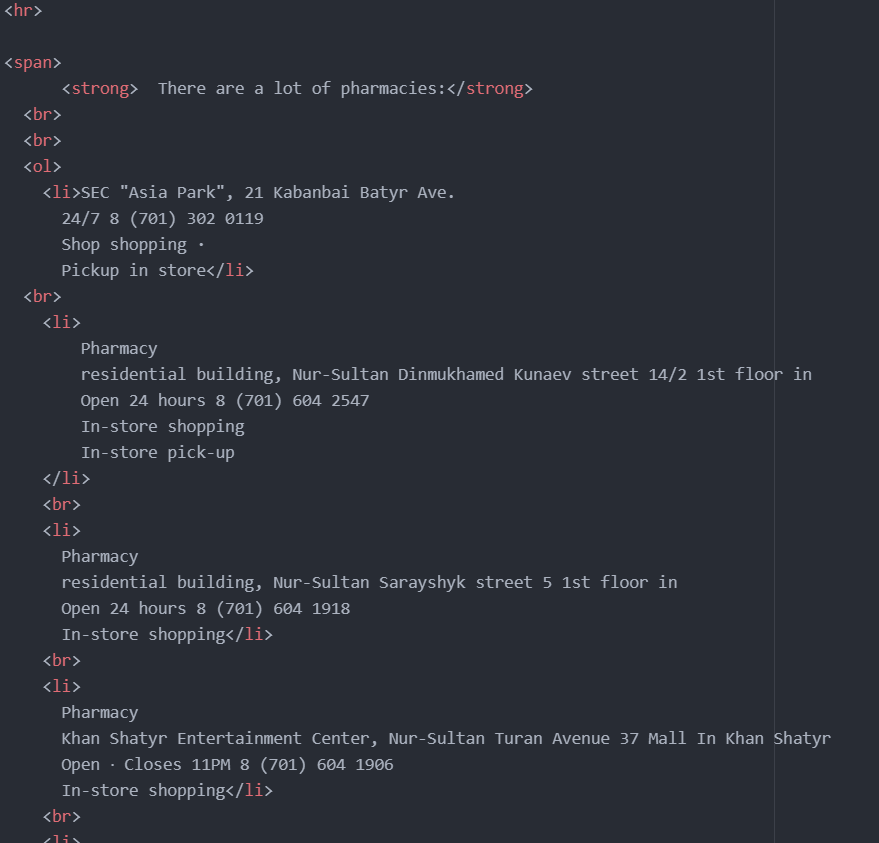 <hr>
<span>
<strong>  There are a lot of pharmacies:</strong>
<br>
<br>
<ol>
<li>SEC "Asia Park", 21 Kabanbai Batyr Ave.
24/7 8 (701) 302 0119
Shop shopping ·
Pickup in store</li>
<br>
<li>
Pharmacy
residential building, Nur-Sultan Dinmukhamed Kunaev street 14/2 1st floor in
Open 24 hours 8 (701) 604 2547
In-store shopping
In-store pick-up
</li>
<br>
<li>
Pharmacy
residential building, Nur-Sultan Sarayshyk street 5 1st floor in
Open 24 hours 8 (701) 604 1918
In-store shopping</li>
<br>
<li>
Pharmacy
Khan Shatyr Entertainment Center, Nur-Sultan Turan Avenue 37 Mall In Khan Shatyr
Open · Closes 11PM 8 (701) 604 1906
In-store shopping</li>
<br>
<li>